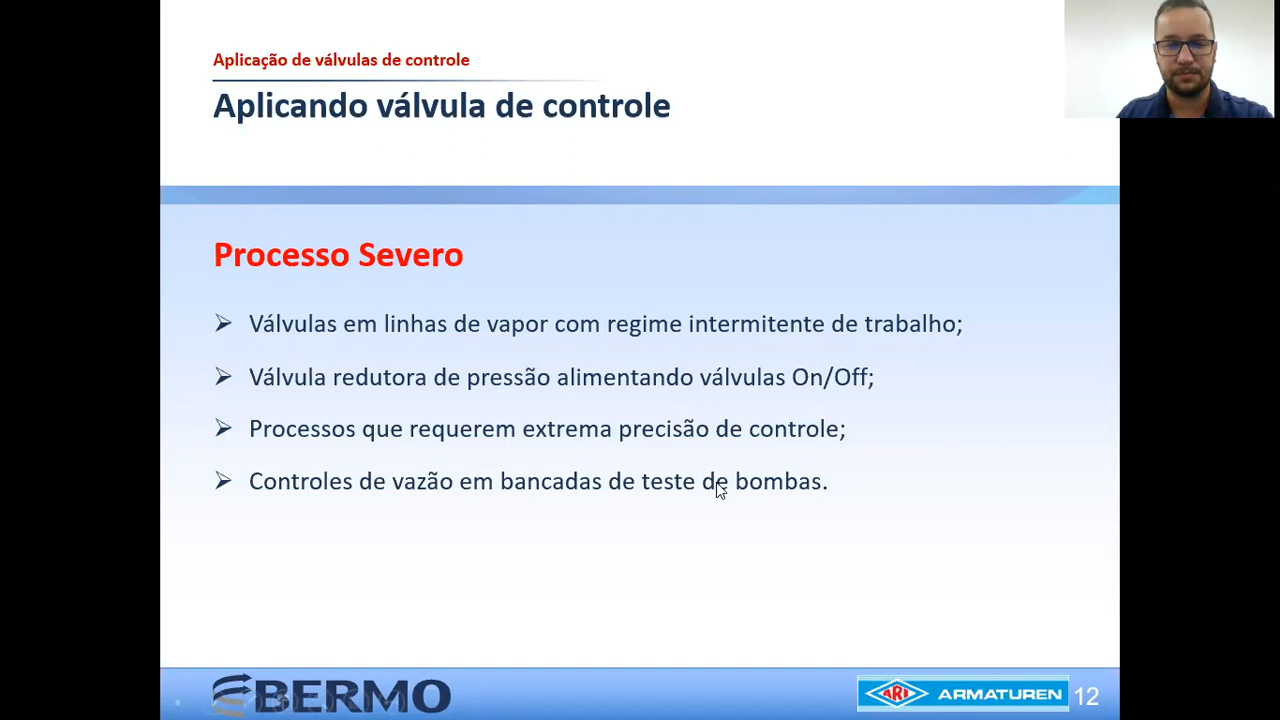 Aplicação de válvulas de controle
Aplicando válvula de controle
Processo Severo
Válvulas em linhas de vapor com regime intermitente de trabalho;
Válvula redutora de pressão alimentando válvulas On/Off;
Processos que requerem extrema precisão de controle;
Controles de vazão em bancadas de teste de bombas.
BERMO
ARI ARMATUREN 12